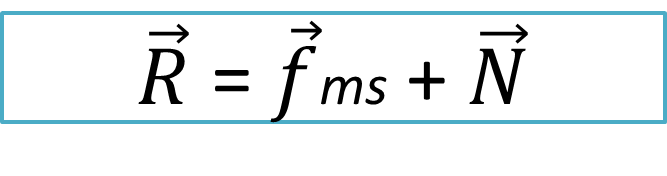 R⃗ = f⃗ ms + N⃗